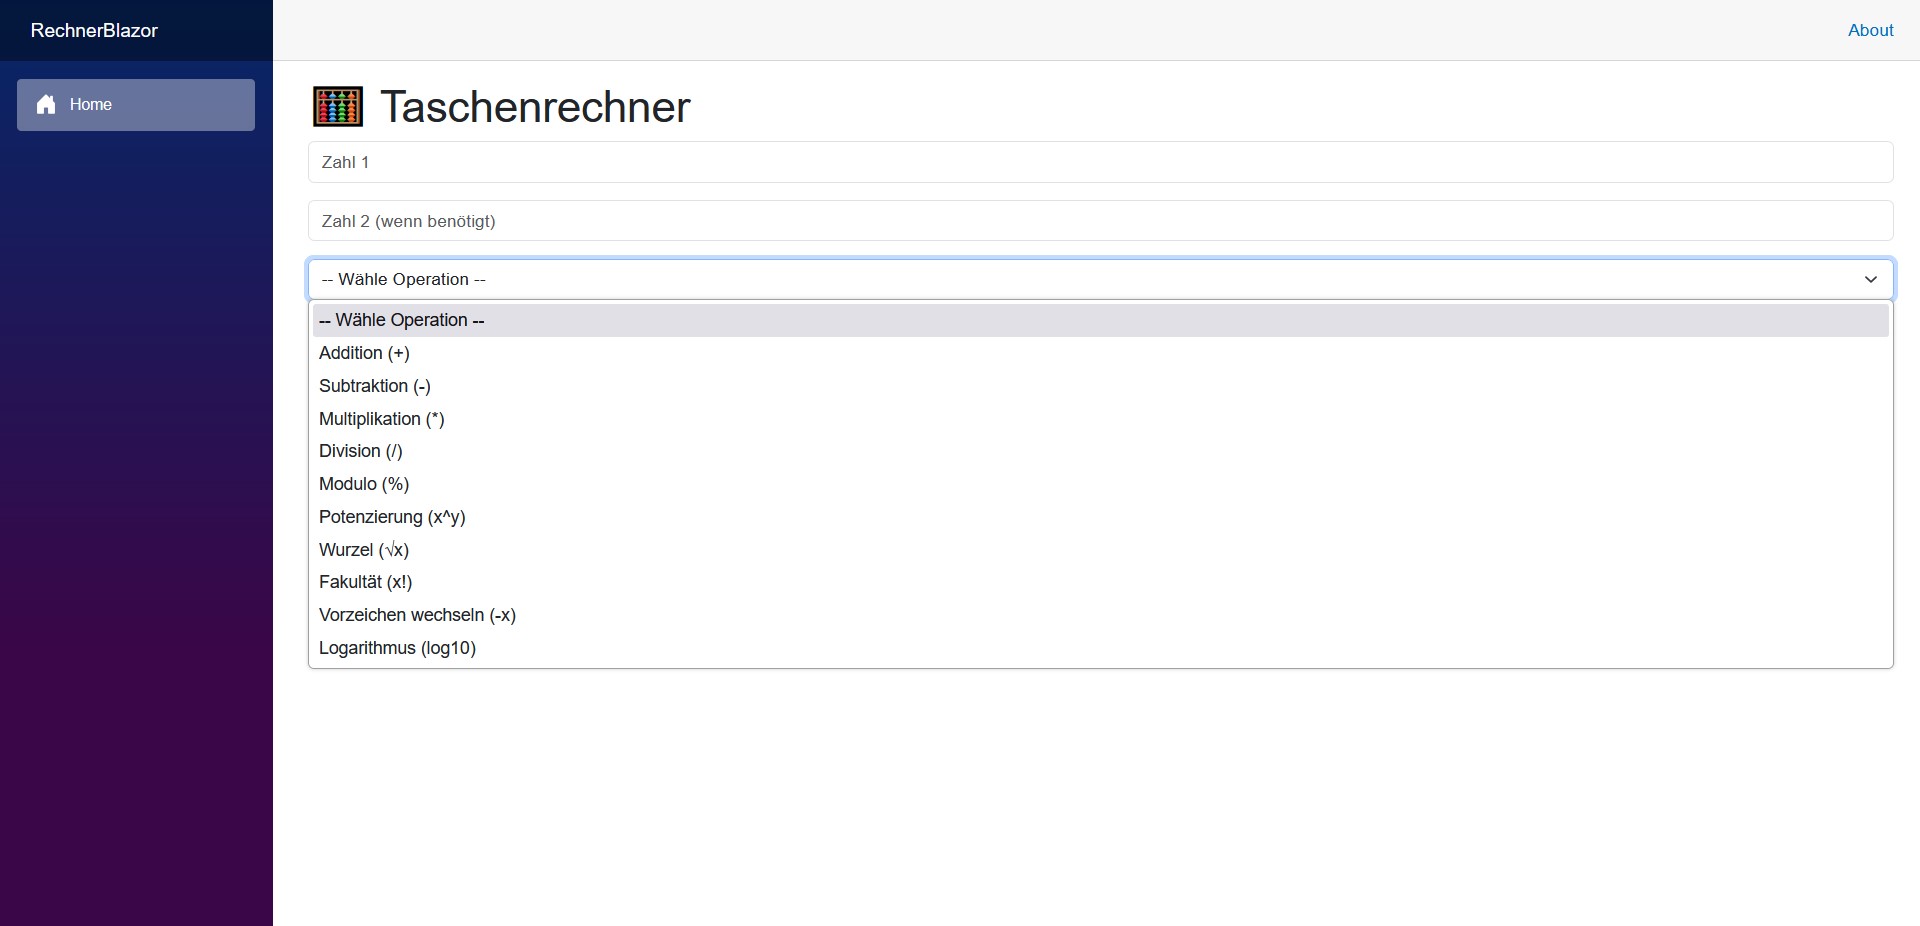 RechnerBlazor
About
Home
Taschenrechner
Zahl 1
Zahl 2 (wenn benötigt)
-- Wähle Operation --
-- Wähle Operation --
Addition (+)
Subtraktion (-)
Multiplikation (*)
Division (/)
Modulo (%)
Potenzierung (x^y)
Wurzel (√x)
Fakultät (x!)
Vorzeichen wechseln (-x)
Logarithmus (log10)